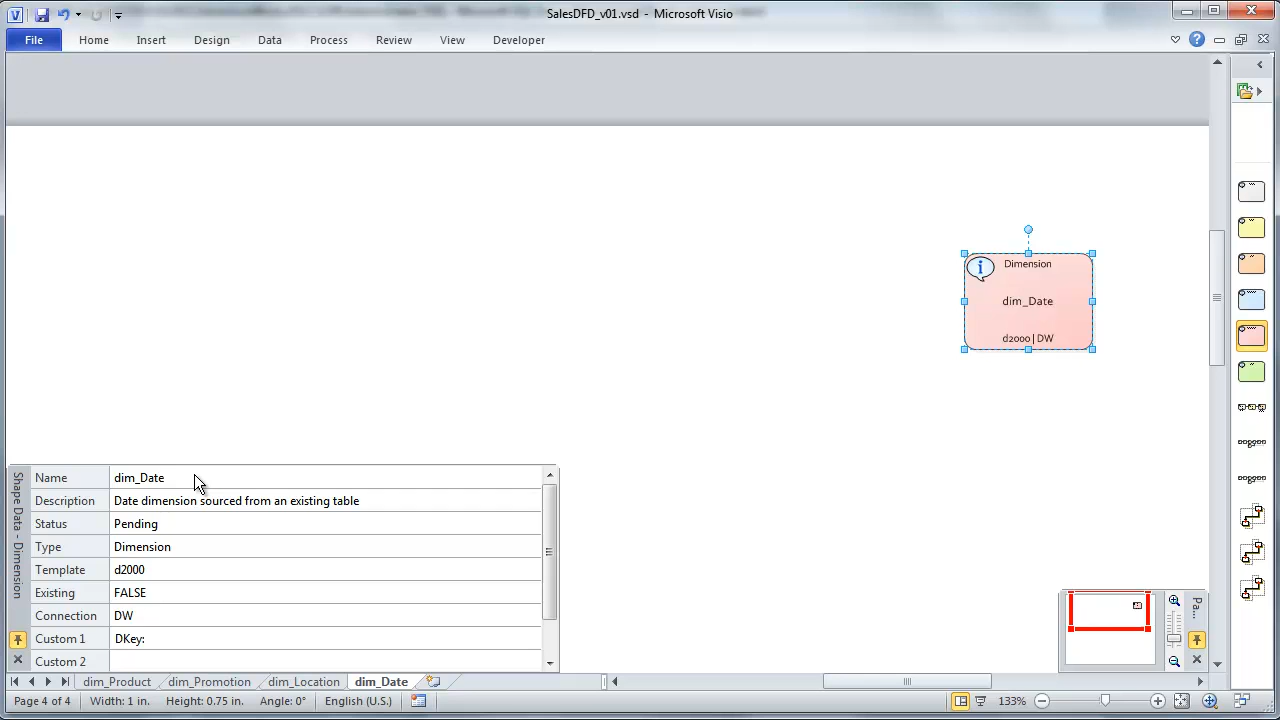 SalesDFD_v01.vsd - Microsoft Visio
File Home Insert Design Data Process Review View Developer
Dimension
dim_Date
d2000|DW
Shape Data - Dimension
Name dim_Date
Description Date dimension sourced from an existing table
Status Pending
Type Dimension
Template d2000
Existing FALSE
Connection DW
Custom 1 DKey:
Custom 2
Pa...
dim_Product dim_Promotion dim_Location dim_Date
Page 4 of 4 Width: 1 in. Height: 0.75 in. Angle: 0° English (U.S.) 133%